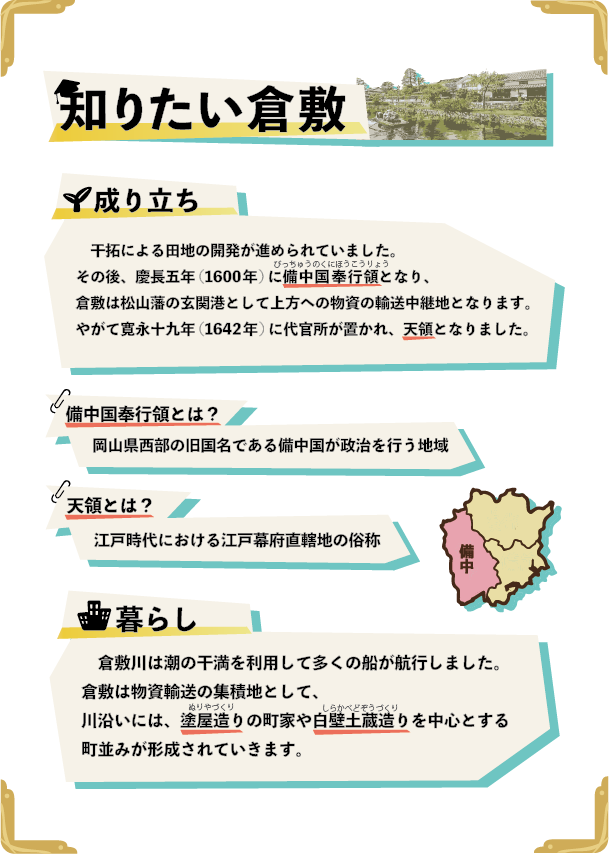 知りたい倉敷
成り立ち
干拓による田地の開発が進められていました。
びっちゅうのくにほうこうりょう
その後、慶長五年（1600年）に備中国奉行領となり、
倉敷は松山藩の玄関港として上方への物資の輸送中継地となります。
やがて寛永十九年（1642年）に代官所が置かれ、天領となりました。
備中国奉行領とは？
岡山県西部の旧国名である備中国が政治を行う地域
天領とは？
江戸時代における江戸幕府直轄地の俗称
備中
暮らし
倉敷川は潮の干満を利用して多くの船が航行しました。
倉敷は物資輸送の集積地として、
ぬりやづくり しらかべどぞうづくり
川沿いには、塗屋造りの町家や白壁土蔵造りを中心とする
町並みが形成されていきます。